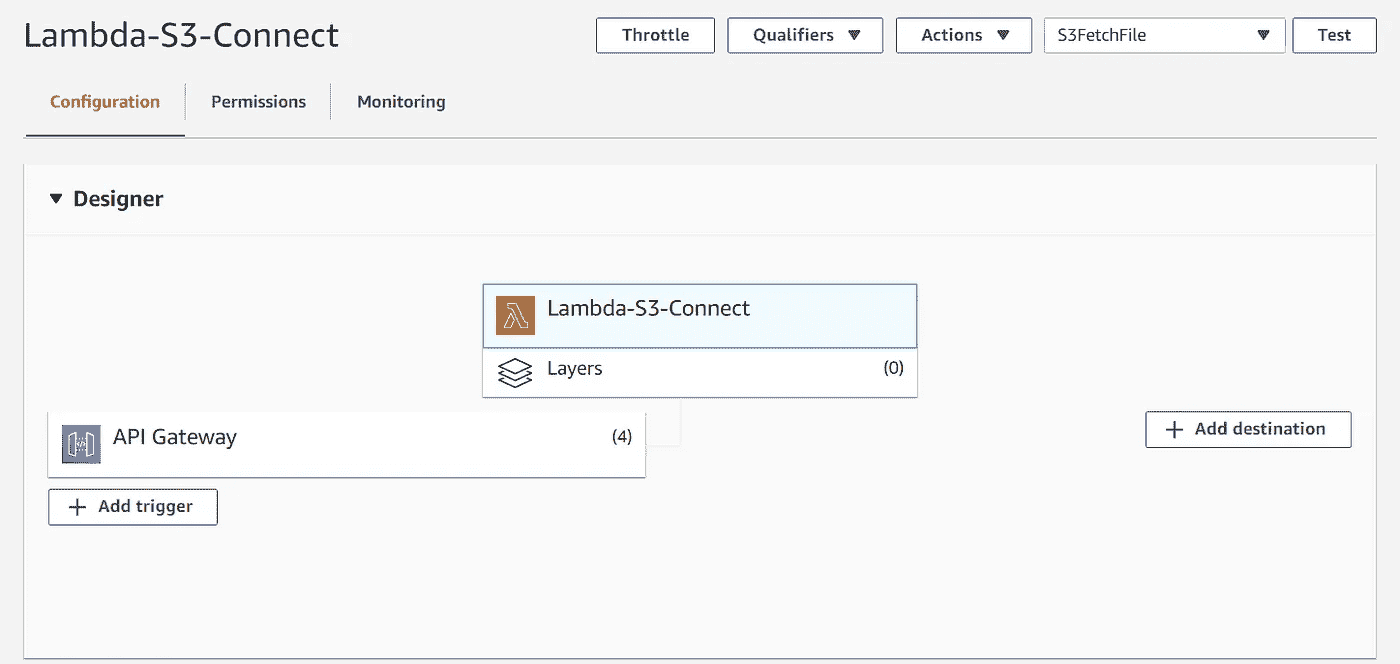 Lambda-S3-Connect
Throttle
Qualifiers
Actions
S3FetchFile
Test
Configuration
Permissions
Monitoring
Designer
Lambda-S3-Connect
Layers (0)
API Gateway (4)
Add destination
Add trigger